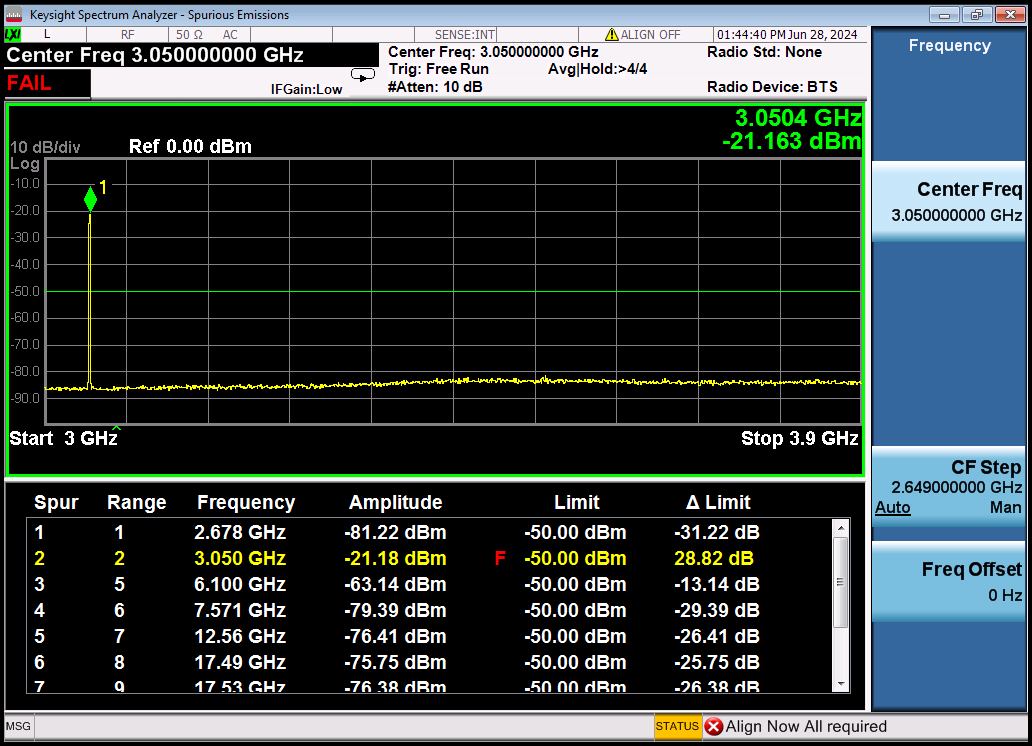 Keysight Spectrum Analyzer - Spurious Emissions
LXI L RF 50 Ω AC SENSE:INT ALIGN OFF 01:44:40 PM Jun 28, 2024
Center Freq 3.050000000 GHz
Center Freq: 3.050000000 GHz Radio Std: None
Trig: Free Run Avg|Hold:>4/4
FAIL
IFGain:Low #Atten: 10 dB Radio Device: BTS
3.0504 GHz
-21.163 dBm
10 dB/div Ref 0.00 dBm
Log
1
-10.0
-20.0
-30.0
-40.0
-50.0
-60.0
-70.0
-80.0
-90.0
Start 3 GHz Stop 3.9 GHz
Spur Range Frequency Amplitude Limit Δ Limit
1 1 2.678 GHz -81.22 dBm -50.00 dBm -31.22 dB
2 2 3.050 GHz -21.18 dBm F -50.00 dBm 28.82 dB
3 5 6.100 GHz -63.14 dBm -50.00 dBm -13.14 dB
4 6 7.571 GHz -79.39 dBm -50.00 dBm -29.39 dB
5 7 12.56 GHz -76.41 dBm -50.00 dBm -26.41 dB
6 8 17.49 GHz -75.75 dBm -50.00 dBm -25.75 dB
7 9 17.53 GHz -76.38 dBm -50.00 dBm -26.38 dB
Frequency
Center Freq
3.050000000 GHz
CF Step
2.649000000 GHz
Auto Man
Freq Offset
0 Hz
MSG STATUS Align Now All required